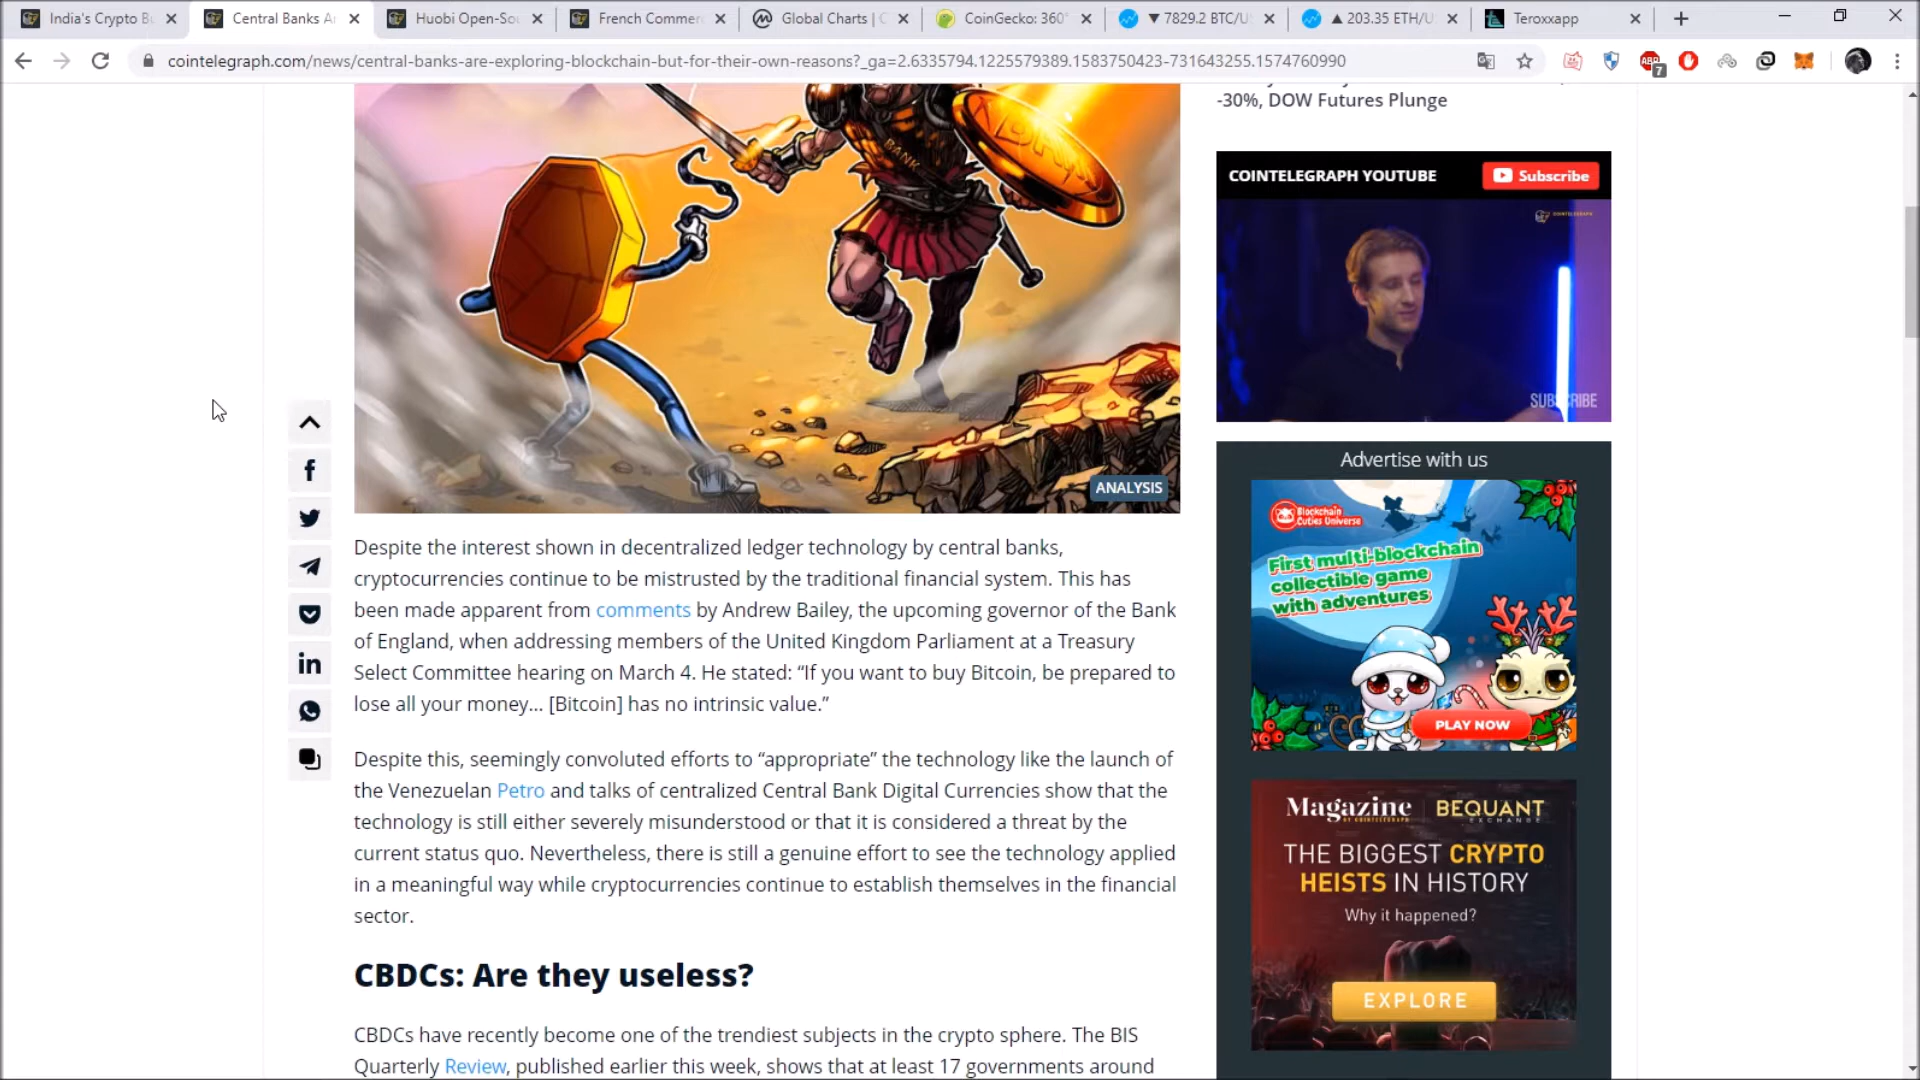 India's Crypto Bu
Central Banks Ar
Huobi Open-Sou
French Commer
Global Charts | C
CoinGecko: 360°
▼ 7829.2 BTC/U
▲ 203.35 ETH/U
Teroxxapp
cointelegraph.com/news/central-banks-are-exploring-blockchain-but-for-their-own-reasons?_ga=2.6335794.1225579389.1583750423-731643255.1574760990
ABP
7
-30%, DOW Futures Plunge
BANK
COINTELEGRAPH YOUTUBE
Subscribe
COINTELEGRAPH
SUBSCRIBE
ANALYSIS
Despite the interest shown in decentralized ledger technology by central banks,
cryptocurrencies continue to be mistrusted by the traditional financial system. This has
been made apparent from comments by Andrew Bailey, the upcoming governor of the Bank
of England, when addressing members of the United Kingdom Parliament at a Treasury
Select Committee hearing on March 4. He stated: “If you want to buy Bitcoin, be prepared to
lose all your money... [Bitcoin] has no intrinsic value.”
Despite this, seemingly convoluted efforts to “appropriate” the technology like the launch of
the Venezuelan Petro and talks of centralized Central Bank Digital Currencies show that the
technology is still either severely misunderstood or that it is considered a threat by the
current status quo. Nevertheless, there is still a genuine effort to see the technology applied
in a meaningful way while cryptocurrencies continue to establish themselves in the financial
sector.
CBDCs: Are they useless?
CBDCs have recently become one of the trendiest subjects in the crypto sphere. The BIS
Quarterly Review, published earlier this week, shows that at least 17 governments around
Advertise with us
Blockchain
Cuties Universe
First multi-blockchain
collectible game
with adventures
PLAY NOW
Magazine BEQUANT
BY COINTELEGRAPH EXCHANGE
THE BIGGEST CRYPTO
HEISTS IN HISTORY
Why it happened?
EXPLORE